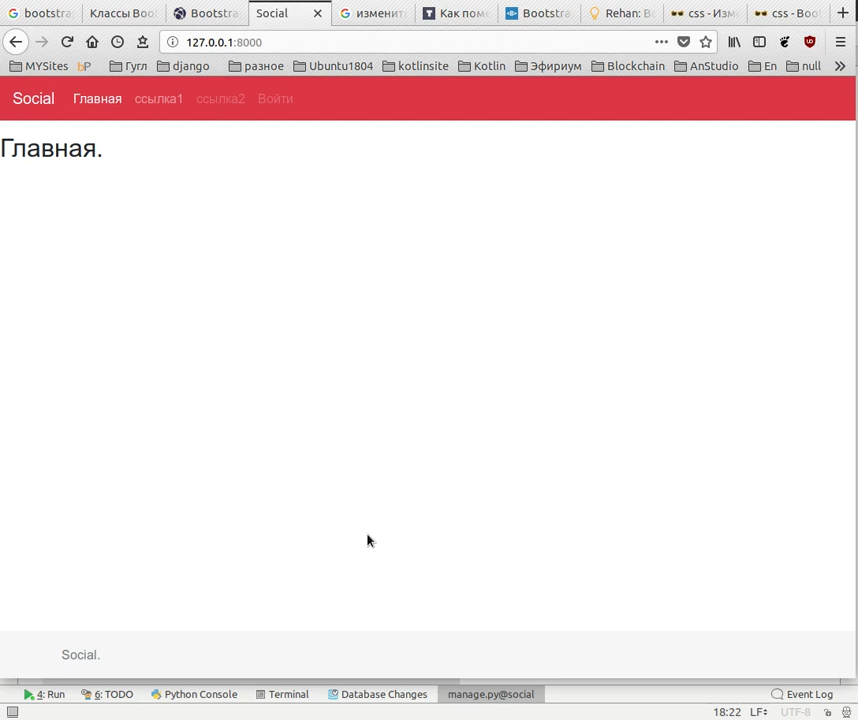 bootstra Классы Boo Bootstra Social изменит Как пом Bootstra Rehan: B css - Изм css - Boo
127.0.0.1:8000
MYSites bP Гугл django разное Ubuntu1804 kotlinsite Kotlin Эфириум Blockchain AnStudio En null
Social Главная ссылка1 ссылка2 Войти
Главная.
Social.
4: Run 6: TODO Python Console Terminal Database Changes manage.py@social Event Log
18:22 LF UTF-8